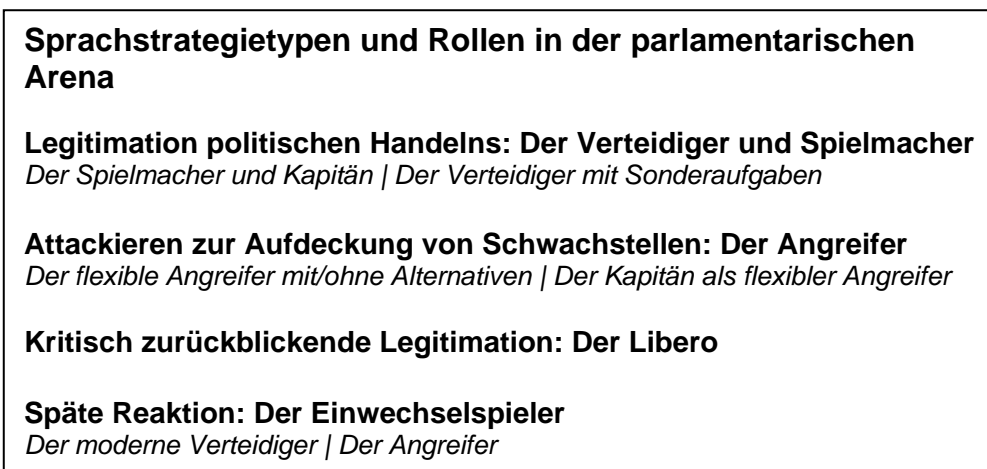 Sprachstrategietypen und Rollen in der parlamentarischen
Arena
Legitimation politischen Handelns: Der Verteidiger und Spielmacher
Der Spielmacher und Kapitän | Der Verteidiger mit Sonderaufgaben
Attackieren zur Aufdeckung von Schwachstellen: Der Angreifer
Der flexible Angreifer mit/ohne Alternativen | Der Kapitän als flexibler Angreifer
Kritisch zurückblickende Legitimation: Der Libero
Späte Reaktion: Der Einwechselspieler
Der moderne Verteidiger | Der Angreifer